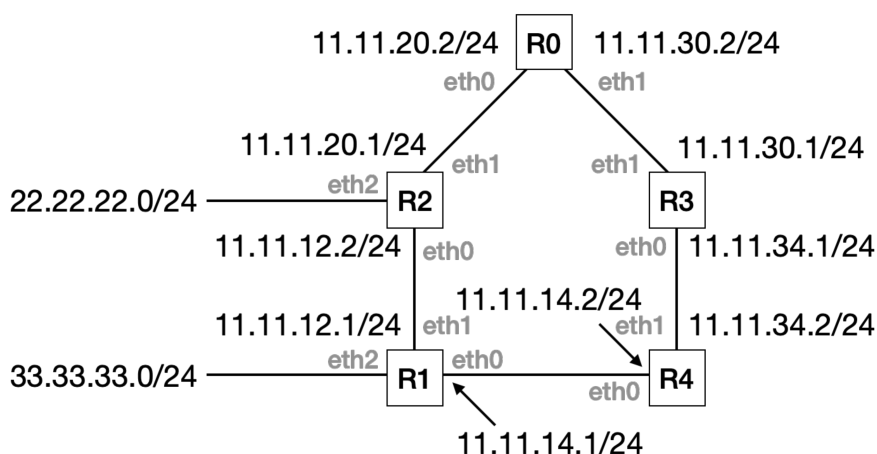 11.11.20.2/24 R0 11.11.30.2/24
eth0 eth1
11.11.20.1/24 11.11.30.1/24
eth1 eth1
22.22.22.0/24 eth2 R2 R3
11.11.12.2/24 eth0 eth0 11.11.34.1/24
11.11.14.2/24
11.11.12.1/24 eth1 eth1 11.11.34.2/24
33.33.33.0/24 eth2 R1 eth0 R4
eth0
11.11.14.1/24